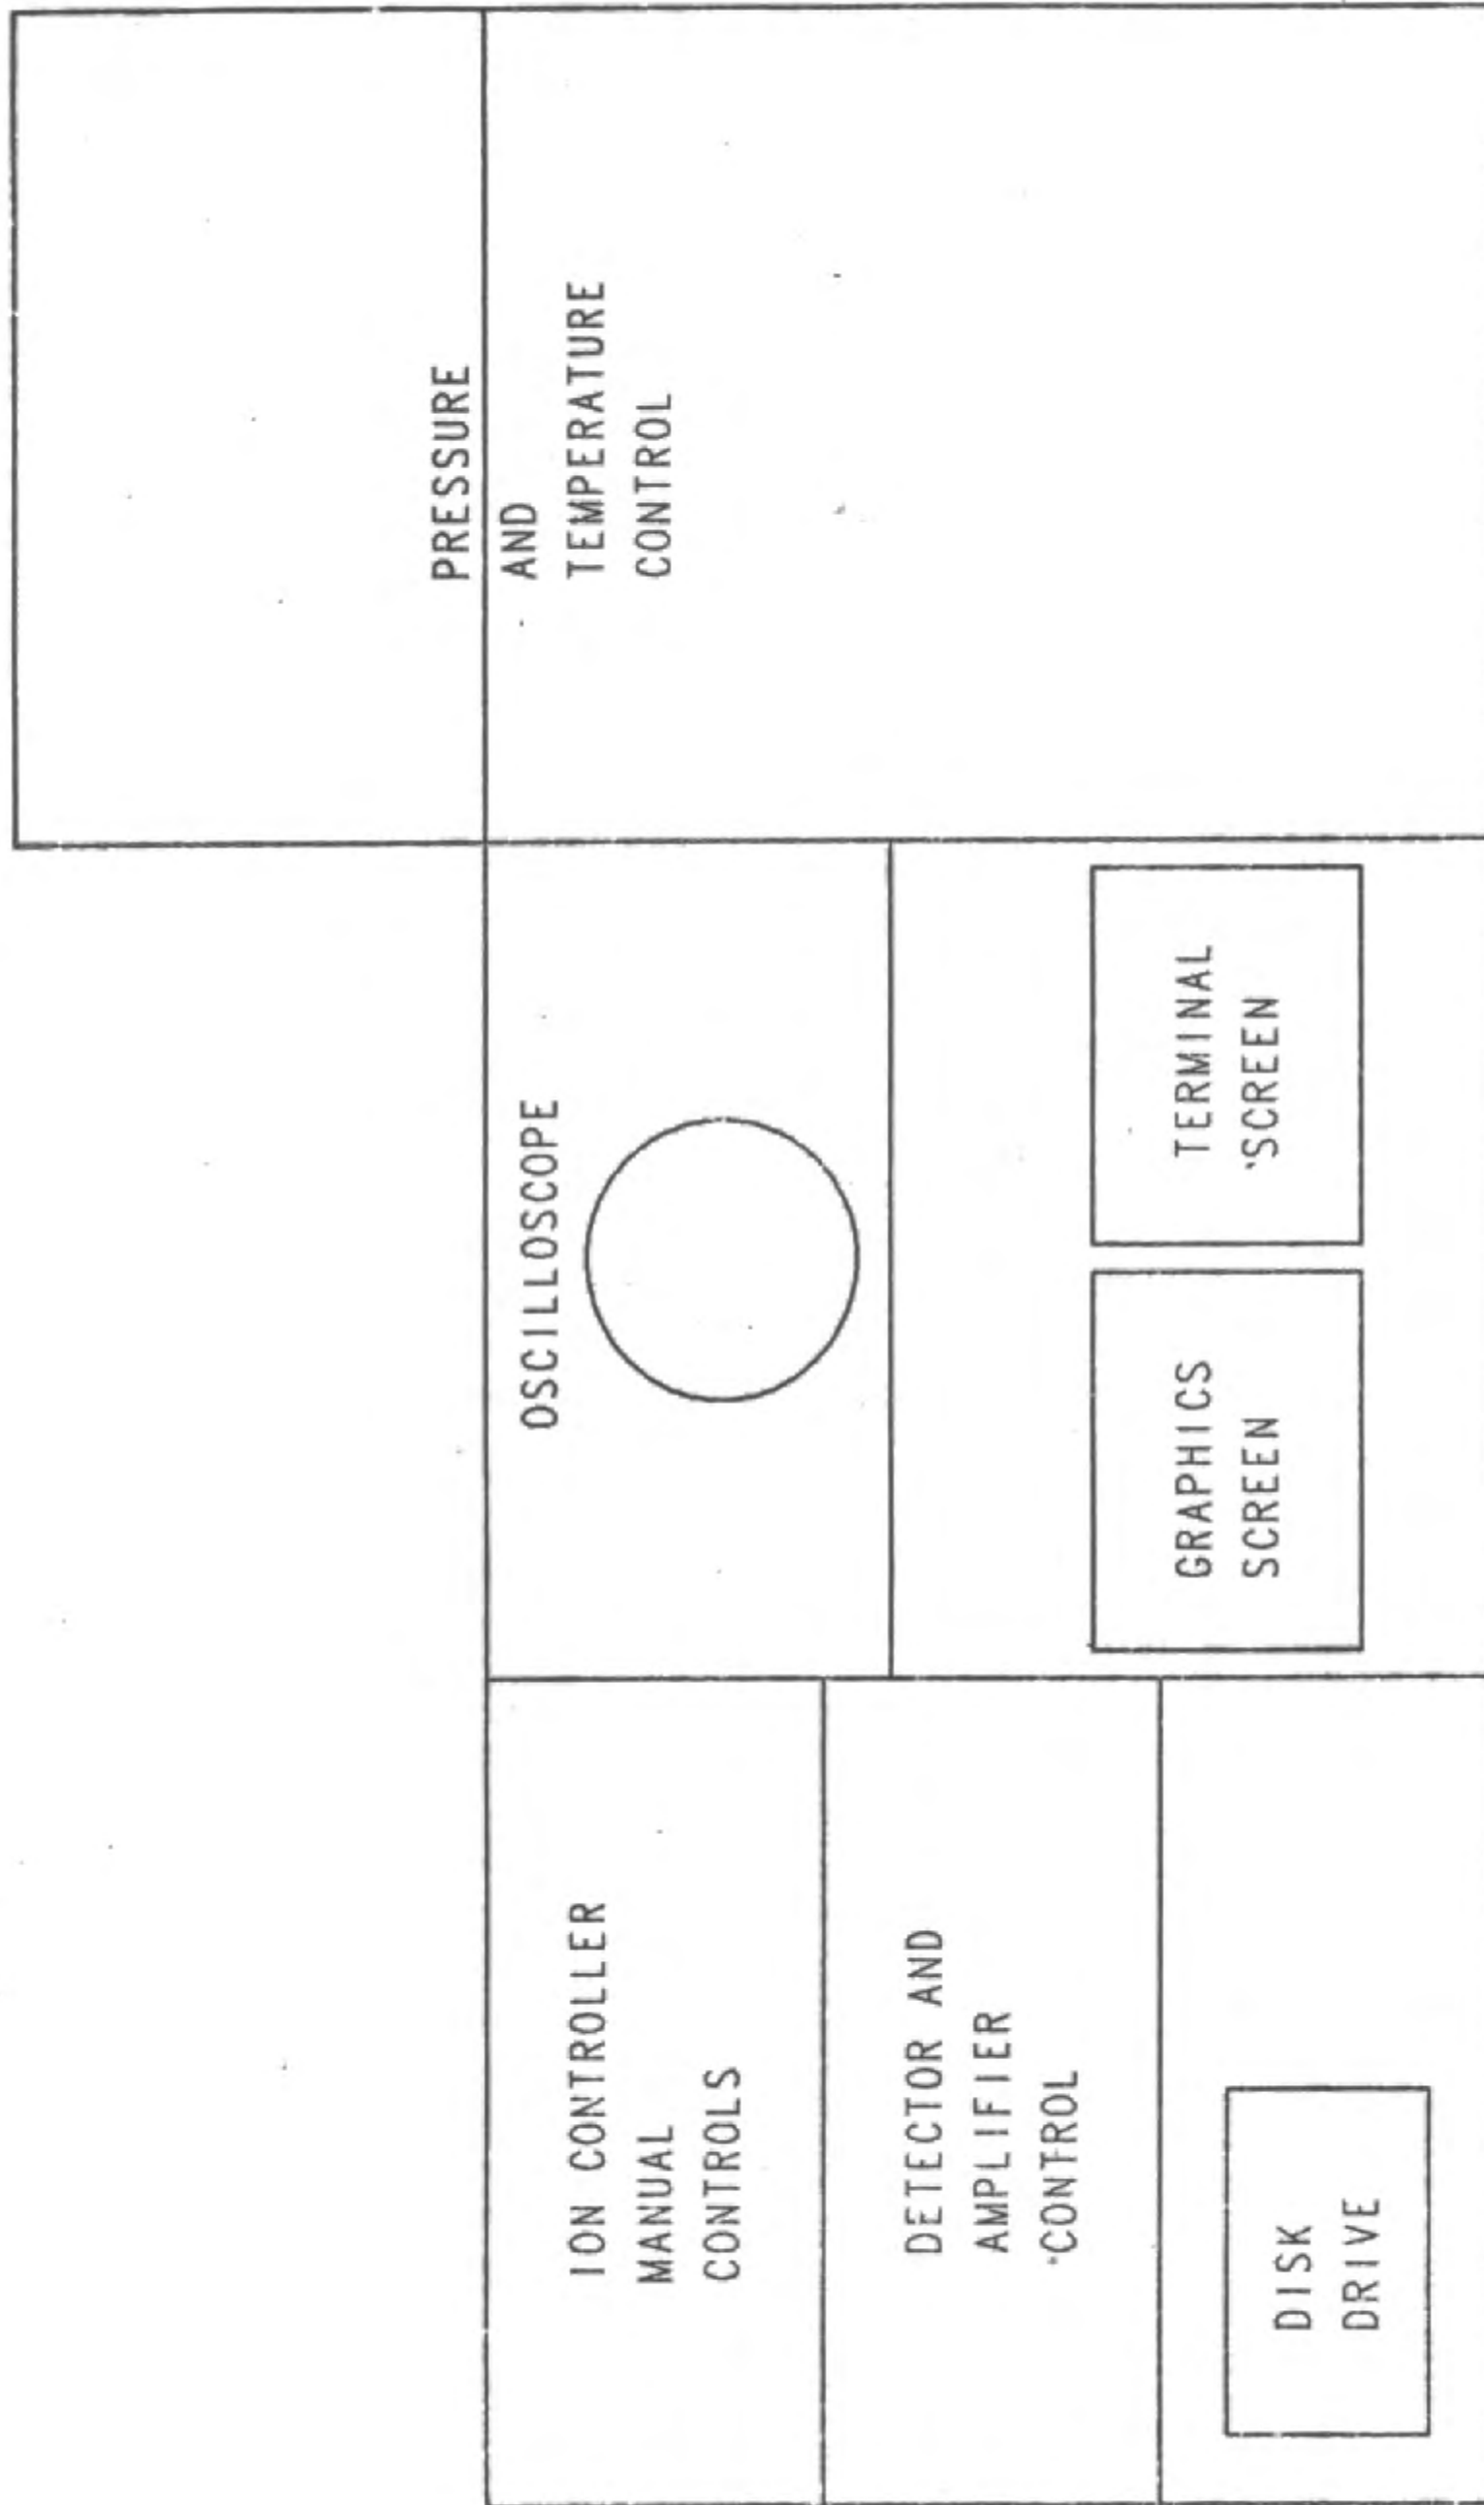 ION CONTROLLER
MANUAL
CONTROLS
DETECTOR AND
AMPLIFIER
CONTROL
DISK
DRIVE
OSCILLOSCOPE
GRAPHICS
SCREEN
TERMINAL
SCREEN
PRESSURE
AND
TEMPERATURE
CONTROL